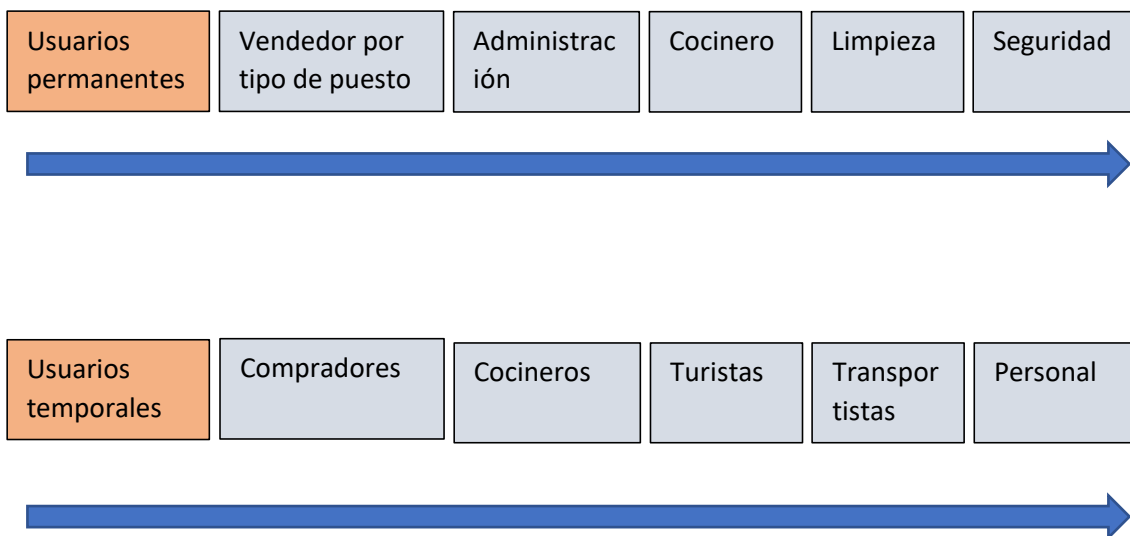 Usuarios
permanentes
Vendedor por
tipo de puesto
Administrac
ión
Cocinero
Limpieza
Seguridad
Usuarios
temporales
Compradores
Cocineros
Turistas
Transpor
tistas
Personal